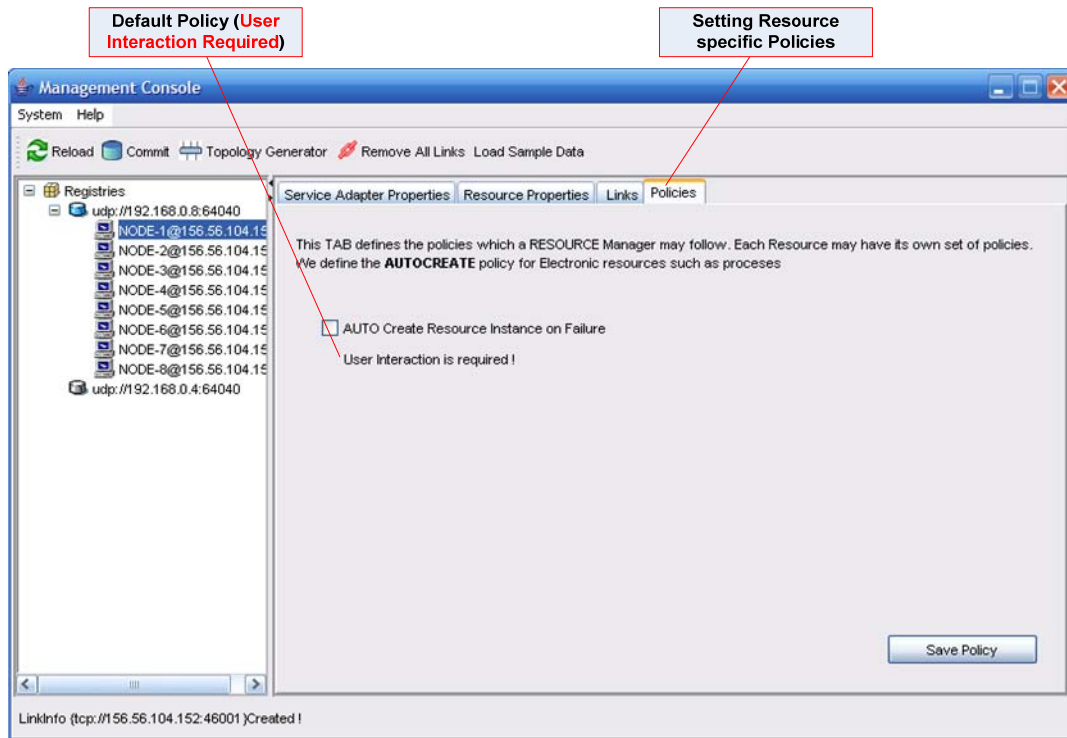 Default Policy (User
Interaction Required)
Setting Resource
specific Policies
Management Console
System Help
Reload Commit Topology Generator Remove All Links Load Sample Data
Registries
udp://192.168.0.8:64040
NODE-1@156.56.104.15
NODE-2@156.56.104.15
NODE-3@156.56.104.15
NODE-4@156.56.104.15
NODE-5@156.56.104.15
NODE-6@156.56.104.15
NODE-7@156.56.104.15
NODE-8@156.56.104.15
udp://192.168.0.4:64040
Service Adapter Properties Resource Properties Links Policies
This TAB defines the policies which a RESOURCE Manager may follow. Each Resource may have its own set of policies.
We define the AUTOCREATE policy for Electronic resources such as proceses
AUTO Create Resource Instance on Failure
User Interaction is required !
Save Policy
LinkInfo {tcp://156.56.104.152:46001 }Created !